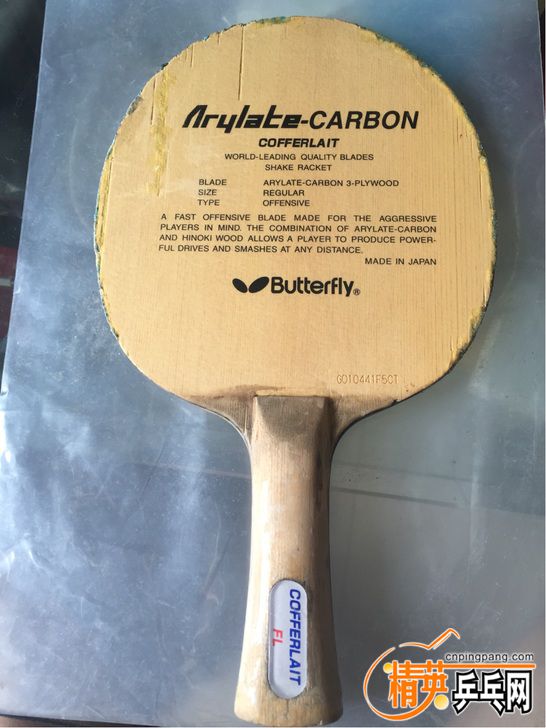 Arylate-CARBON
COFFERLAIT
WORLD-LEADING QUALITY BLADES
SHAKE RACKET
BLADE ARYLATE-CARBON 3-PLYWOOD
SIZE REGULAR
TYPE OFFENSIVE
A FAST OFFENSIVE BLADE MADE FOR THE AGGRESSIVE
PLAYERS IN MIND. THE COMBINATION OF ARYLATE-CARBON
AND HINOKI WOOD ALLOWS A PLAYER TO PRODUCE POWER-
FUL DRIVES AND SMASHES AT ANY DISTANCE.
MADE IN JAPAN
Butterfly®
G010441F5CT
COFFERLAIT
FL
cnpingpang.com
精英乒乓网